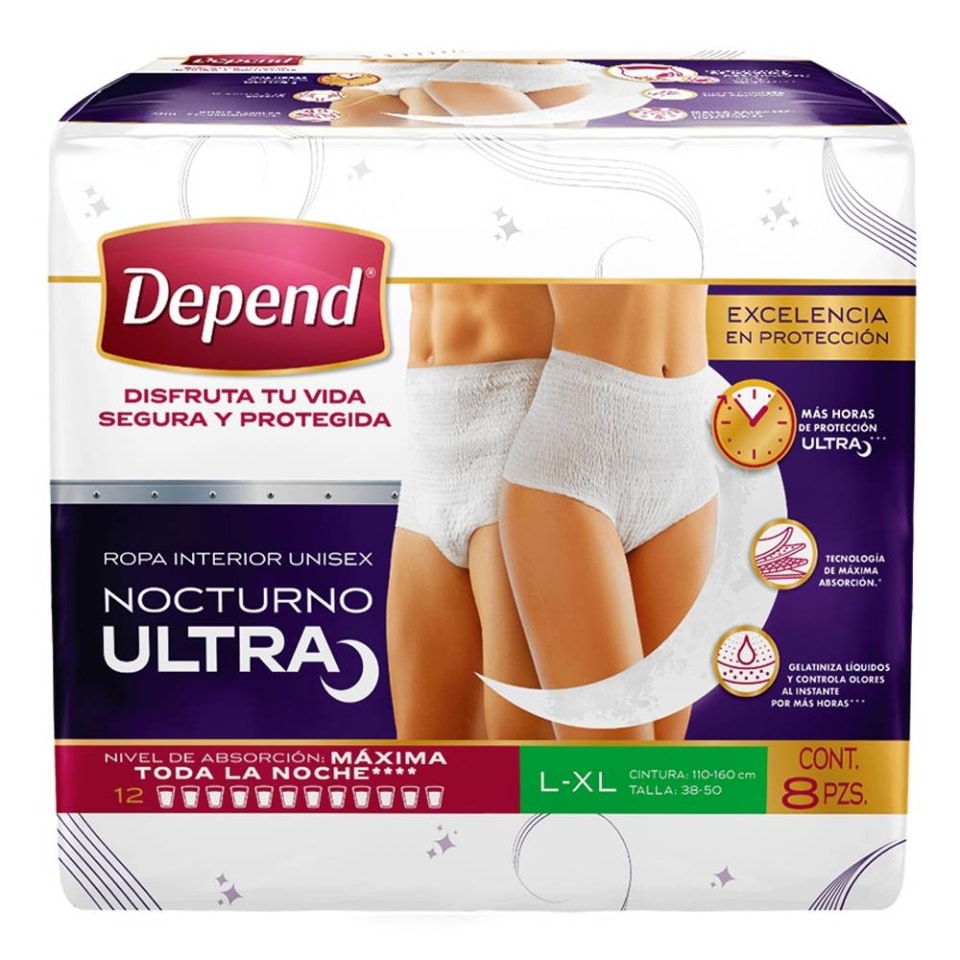 Depend
Depend®
DISFRUTA TU VIDA
SEGURA Y PROTEGIDA
EXCELENCIA
EN PROTECCIÓN
MÁS HORAS
DE PROTECCIÓN
ULTRA***
ROPA INTERIOR UNISEX
NOCTURNO
ULTRA
TECNOLOGÍA
DE MÁXIMA
ABSORCIÓN.*
GELATINIZA LÍQUIDOS
Y CONTROLA OLORES
AL INSTANTE
POR MÁS HORAS***
NIVEL DE ABSORCIÓN: MÁXIMA
TODA LA NOCHE****
12
L-XL
CINTURA: 110-160 cm
TALLA: 38-50
CONT.
8 PZS.